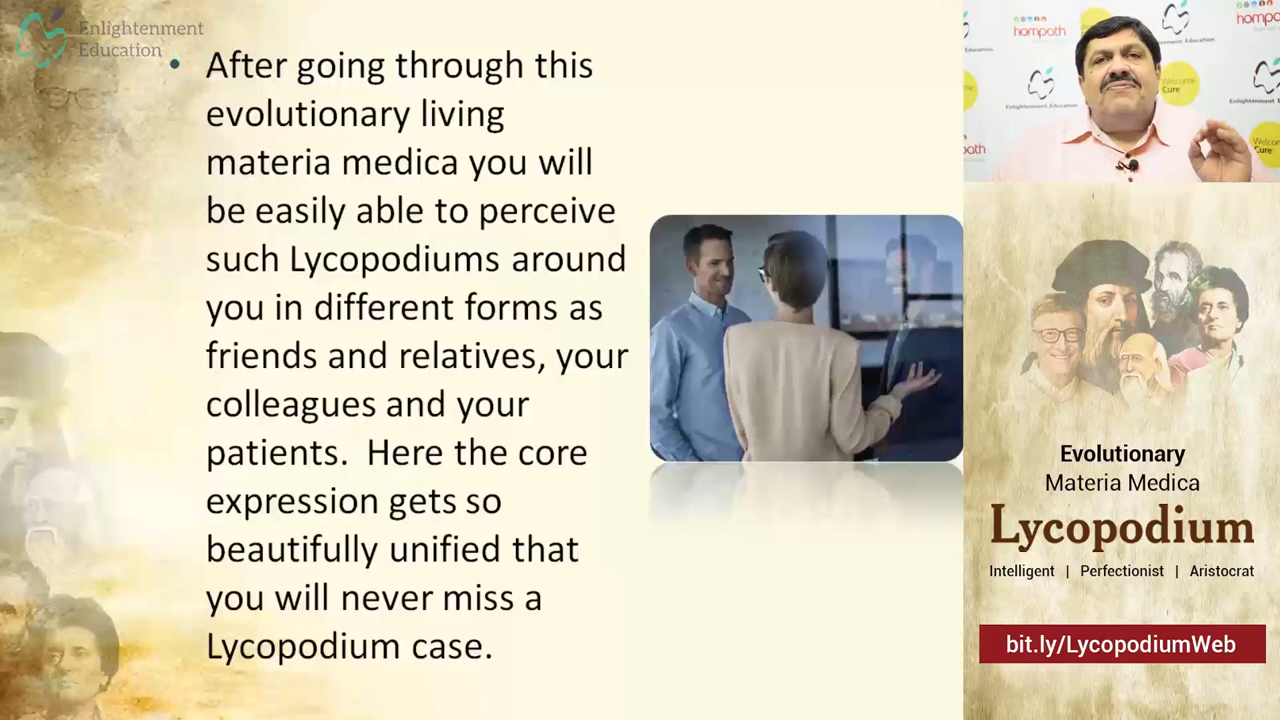 Enlightenment
Education
• After going through this
evolutionary living
materia medica you will
be easily able to perceive
such Lycopodiums around
you in different forms as
friends and relatives, your
colleagues and your
patients.  Here the core
expression gets so
beautifully unified that
you will never miss a
Lycopodium case.
hompath
Enlightenment Education
Welcome
Cure
Evolutionary
Materia Medica
Lycopodium
Intelligent | Perfectionist | Aristocrat
bit.ly/LycopodiumWeb